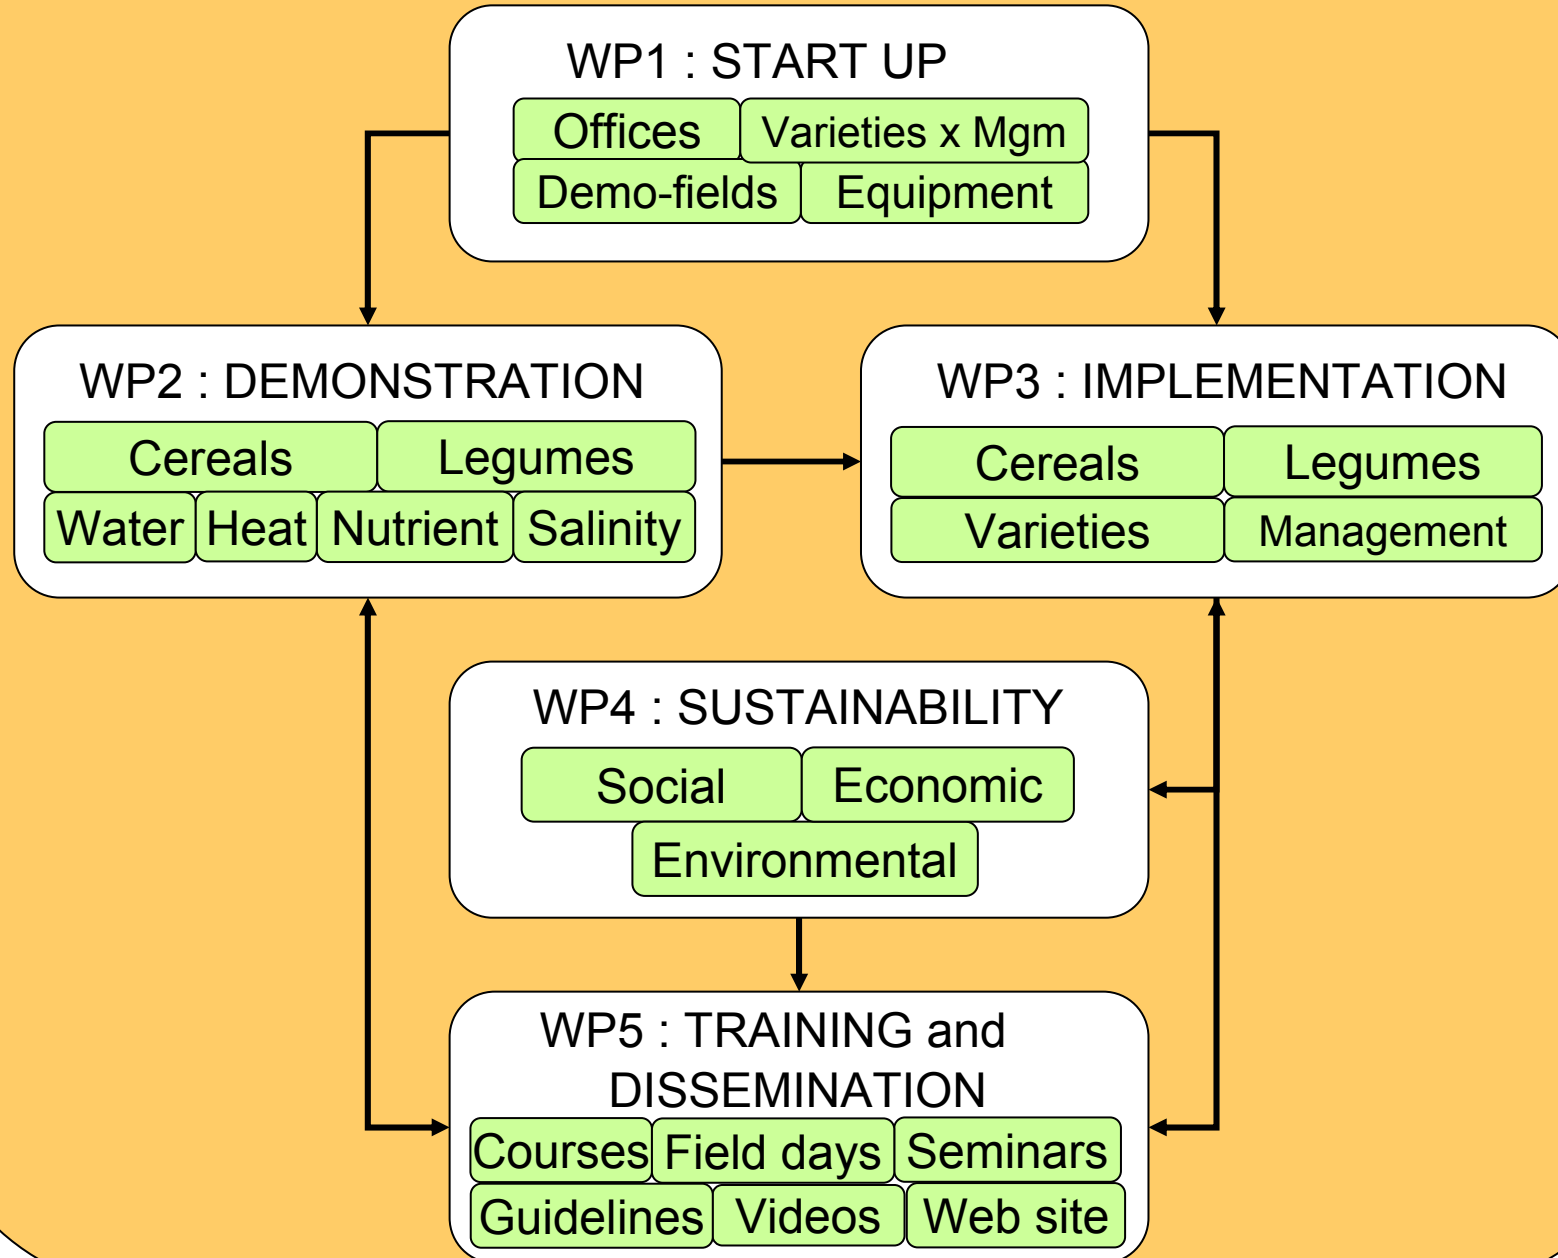 WP1 : START UP
Offices Varieties x Mgm
Demo-fields Equipment
WP2 : DEMONSTRATION
Cereals Legumes
Water Heat Nutrient Salinity
WP3 : IMPLEMENTATION
Cereals Legumes
Varieties Management
WP4 : SUSTAINABILITY
Social Economic
Environmental
WP5 : TRAINING and
DISSEMINATION
Courses Field days Seminars
Guidelines Videos Web site